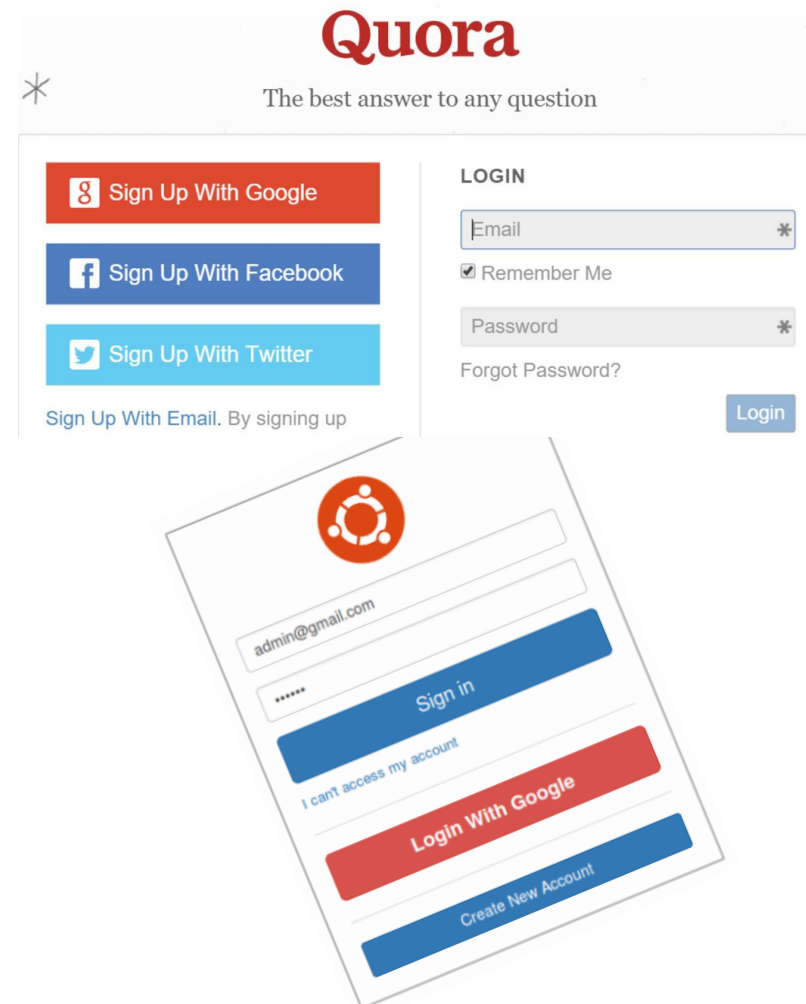 Quora
The best answer to any question
g Sign Up With Google
f Sign Up With Facebook
Sign Up With Twitter
Sign Up With Email. By signing up
LOGIN
Email
Remember Me
Password
Forgot Password?
Login
admin@gmail.com
••••••
Sign in
I can't access my account
Login With Google
Create New Account